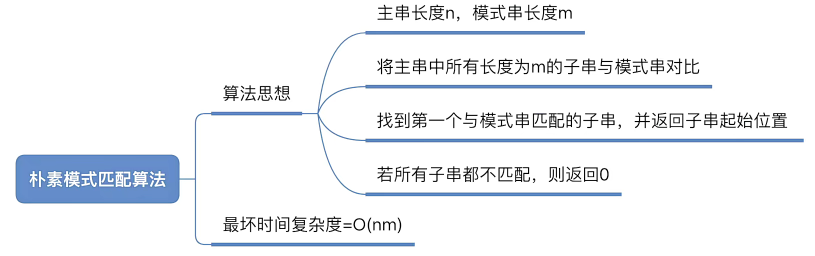 主串长度n，模式串长度m
将主串中所有长度为m的子串与模式串对比
算法思想
找到第一个与模式串匹配的子串，并返回子串起始位置
若所有子串都不匹配，则返回0
朴素模式匹配算法
最坏时间复杂度=O(nm)